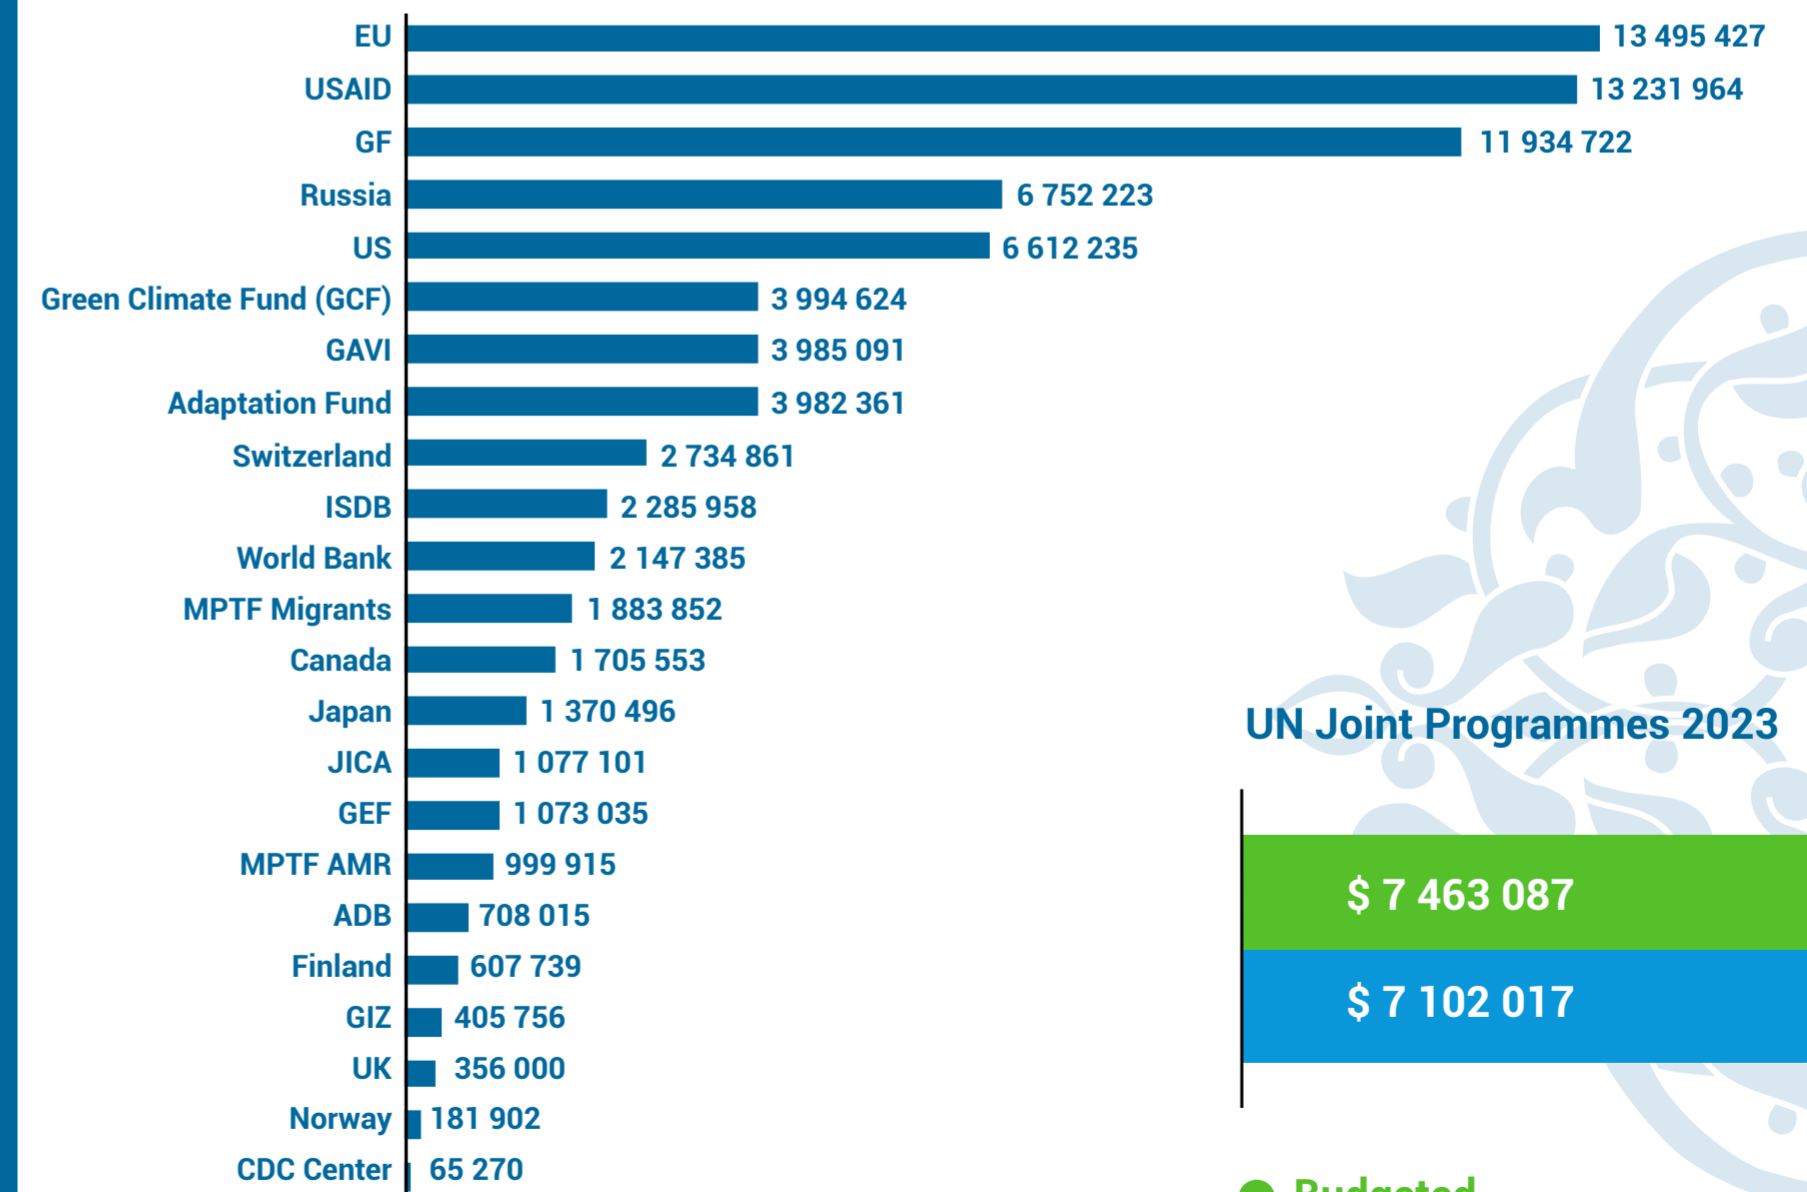 EU 13 495 427
USAID 13 231 964
GF 11 934 722
Russia 6 752 223
US 6 612 235
Green Climate Fund (GCF) 3 994 624
GAVI 3 985 091
Adaptation Fund 3 982 361
Switzerland 2 734 861
ISDB 2 285 958
World Bank 2 147 385
MPTF Migrants 1 883 852
Canada 1 705 553
Japan 1 370 496
JICA 1 077 101
GEF 1 073 035
MPTF AMR 999 915
ADB 708 015
Finland 607 739
GIZ 405 756
UK 356 000
Norway 181 902
CDC Center 65 270
UN Joint Programmes 2023
$ 7 463 087
$ 7 102 017
Budgeted